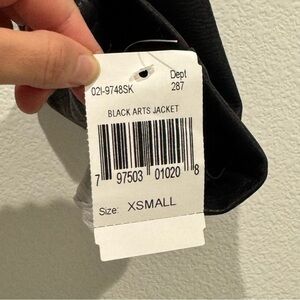 Dept
02I-9748SK 287
BLACK ARTS JACKET
7 97503 01020 8
Size: XSMALL